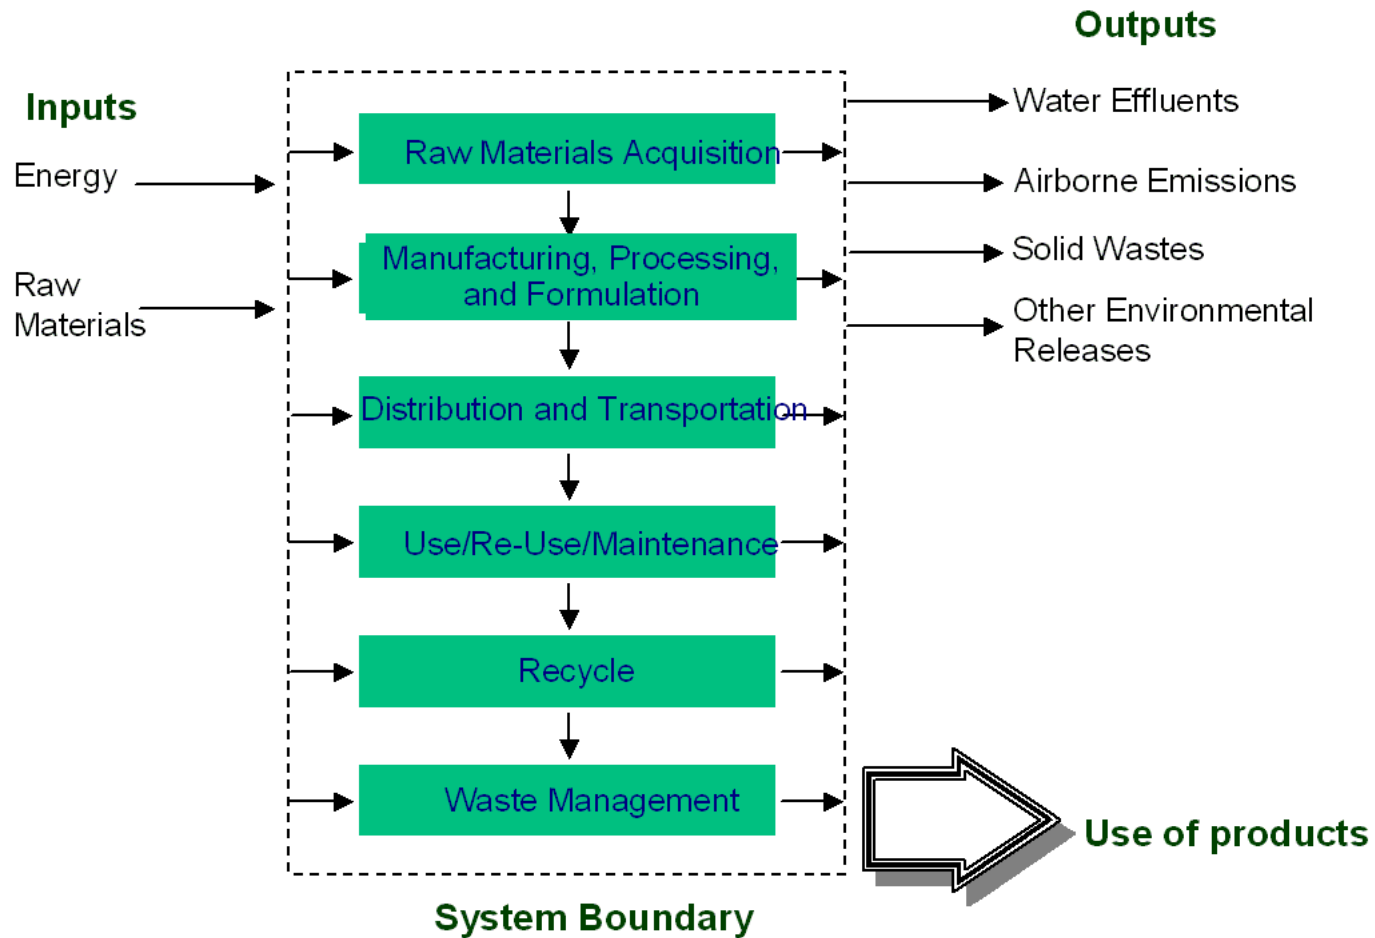 Outputs
Inputs
Water Effluents
Raw Materials Acquisition
Energy
Airborne Emissions
Manufacturing, Processing,
and Formulation
Solid Wastes
Raw
Materials
Other Environmental
Releases
Distribution and Transportation
Use/Re-Use/Maintenance
Recycle
Waste Management
Use of products
System Boundary